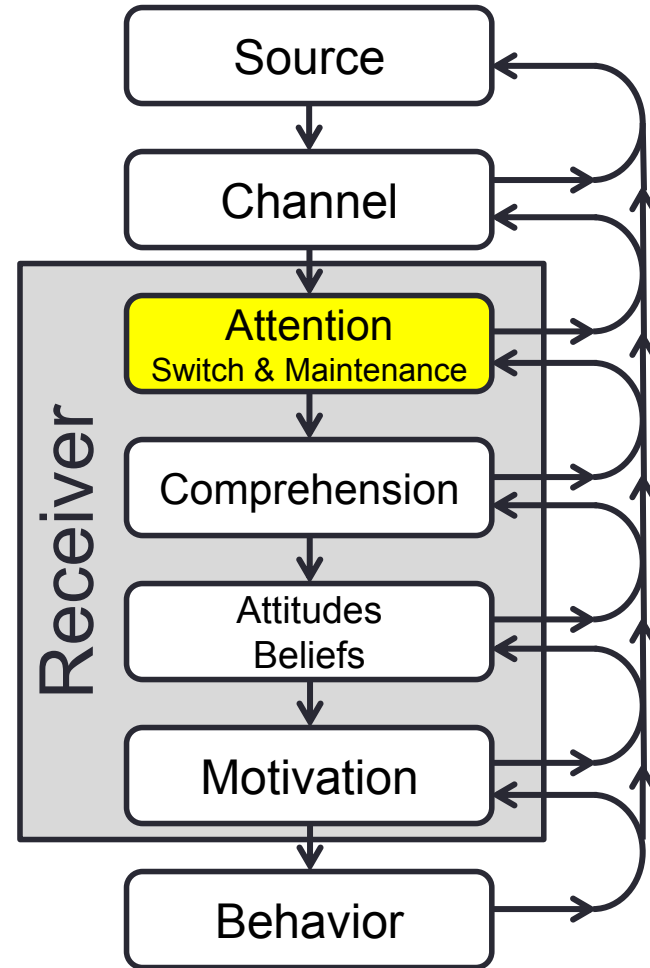 Source
Channel
Receiver
Attention
Switch & Maintenance
Comprehension
Attitudes
Beliefs
Motivation
Behavior